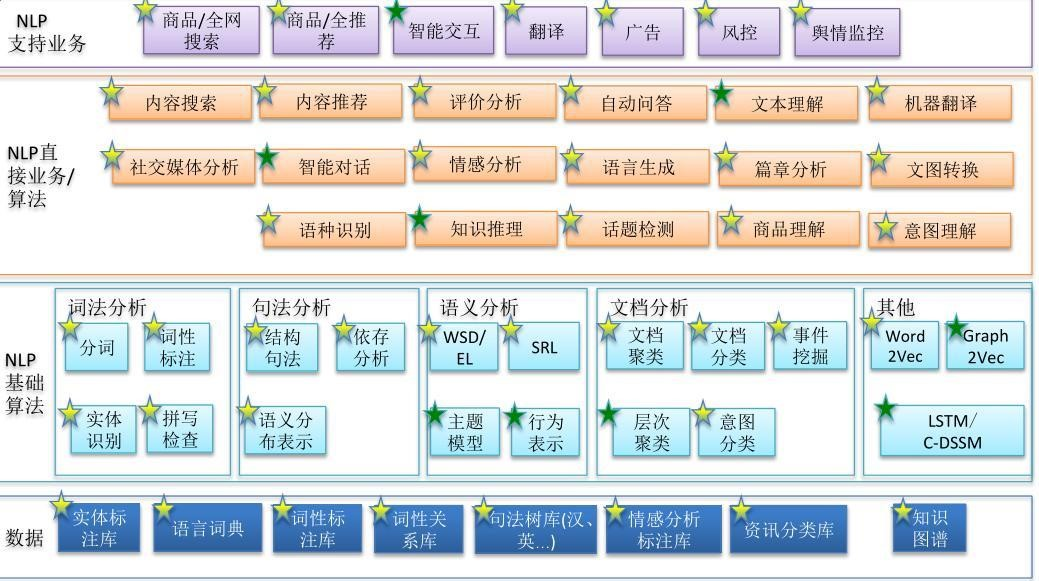 NLP
支持业务
商品/全网
搜索
商品/全推
荐
智能交互
翻译
广告
风控
舆情监控
NLP直
接业务/
算法
内容搜索
内容推荐
评价分析
自动问答
文本理解
机器翻译
社交媒体分析
智能对话
情感分析
语言生成
篇章分析
文图转换
语种识别
知识推理
话题检测
商品理解
意图理解
NLP
基础
算法
词法分析
分词
词性
标注
实体
识别
拼写
检查
句法分析
结构
句法
依存
分析
语义分
布表示
语义分析
WSD/
EL
SRL
主题
模型
行为
表示
文档分析
文档
聚类
文档
分类
事件
挖掘
层次
聚类
意图
分类
其他
Word
2Vec
Graph
2Vec
LSTM/
C-DSSM
数据
实体标
注库
语言词典
词性标
注库
词性关
系库
句法树库(汉、
英...)
情感分析
标注库
资讯分类库
知识
图谱